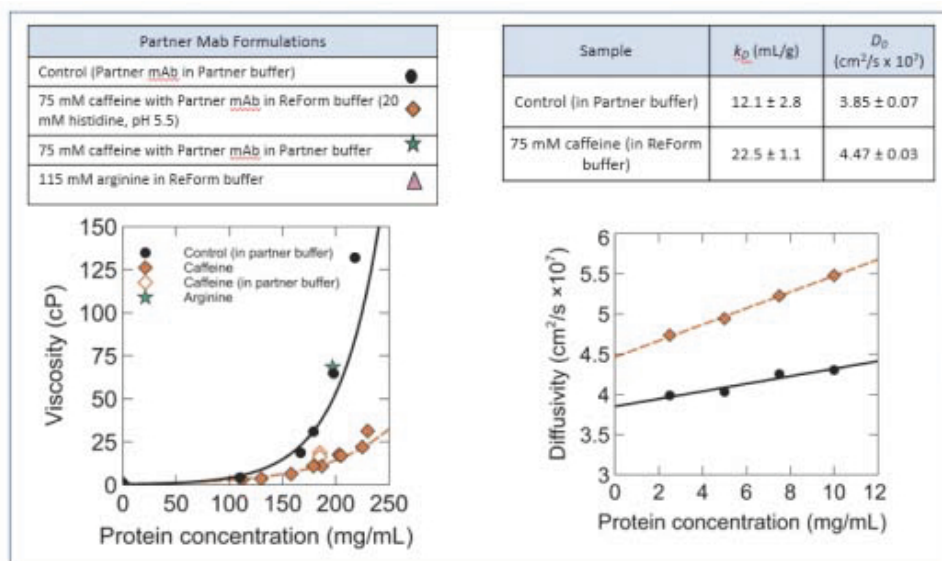 Partner Mab Formulations
Control (Partner mAb in Partner buffer)
75 mM caffeine with Partner mAb in ReForm buffer (20
mM histidine, pH 5.5)
75 mM caffeine with Partner mAb in Partner buffer
115 mM arginine in ReForm buffer
Sample
k_D (mL/g)
D_0
(cm²/s x 10⁷)
Control (in Partner buffer)
12.1 ± 2.8
3.85 ± 0.07
75 mM caffeine (in ReForm
buffer)
22.5 ± 1.1
4.47 ± 0.03
150
125
100
75
50
25
0
Viscosity (cP)
Control (in partner buffer)
Caffeine
Caffeine (in partner buffer)
Arginine
0 50 100 150 200 250
Protein concentration (mg/mL)
6
5.5
5
4.5
4
3.5
3
Diffusivity (cm²/s ×10⁷)
0 2 4 6 8 10 12
Protein concentration (mg/mL)